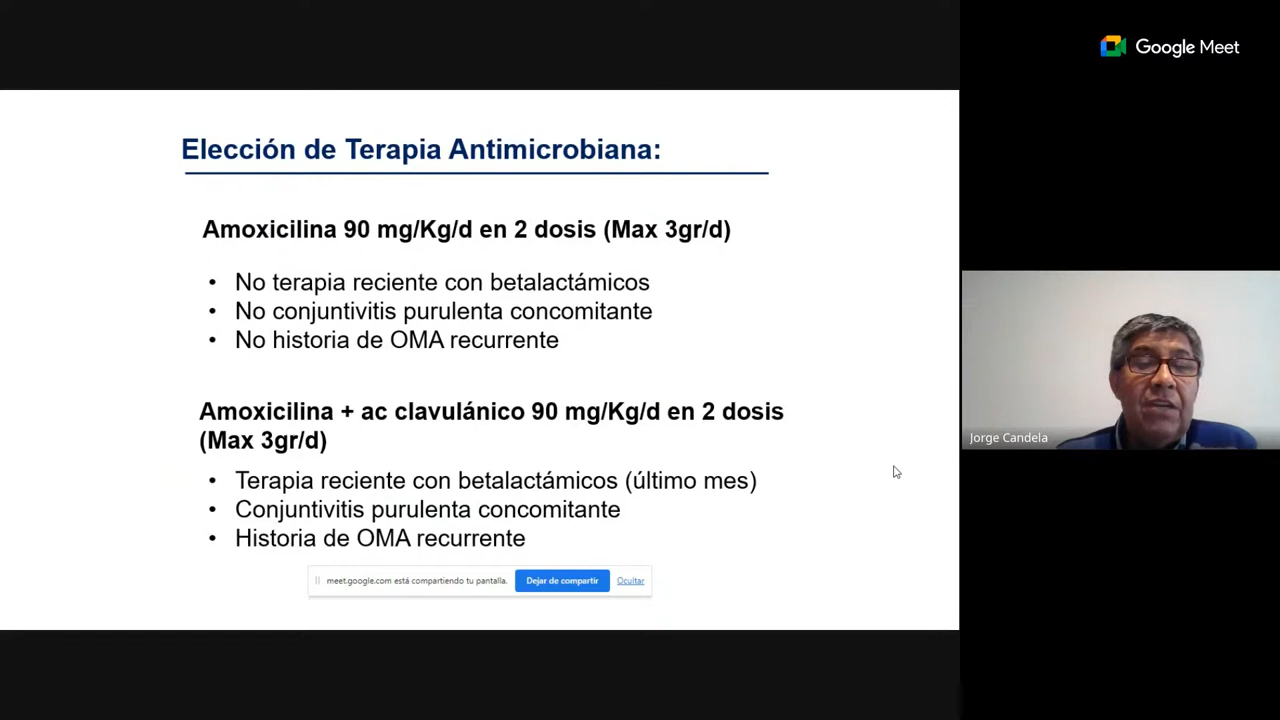 Google Meet
Elección de Terapia Antimicrobiana:
Amoxicilina 90 mg/Kg/d en 2 dosis (Max 3gr/d)
• No terapia reciente con betalactámicos
• No conjuntivitis purulenta concomitante
• No historia de OMA recurrente
Amoxicilina + ac clavulánico 90 mg/Kg/d en 2 dosis
(Max 3gr/d)
• Terapia reciente con betalactámicos (último mes)
• Conjuntivitis purulenta concomitante
• Historia de OMA recurrente
meet.google.com está compartiendo tu pantalla. Dejar de compartir Ocultar
Jorge Candela